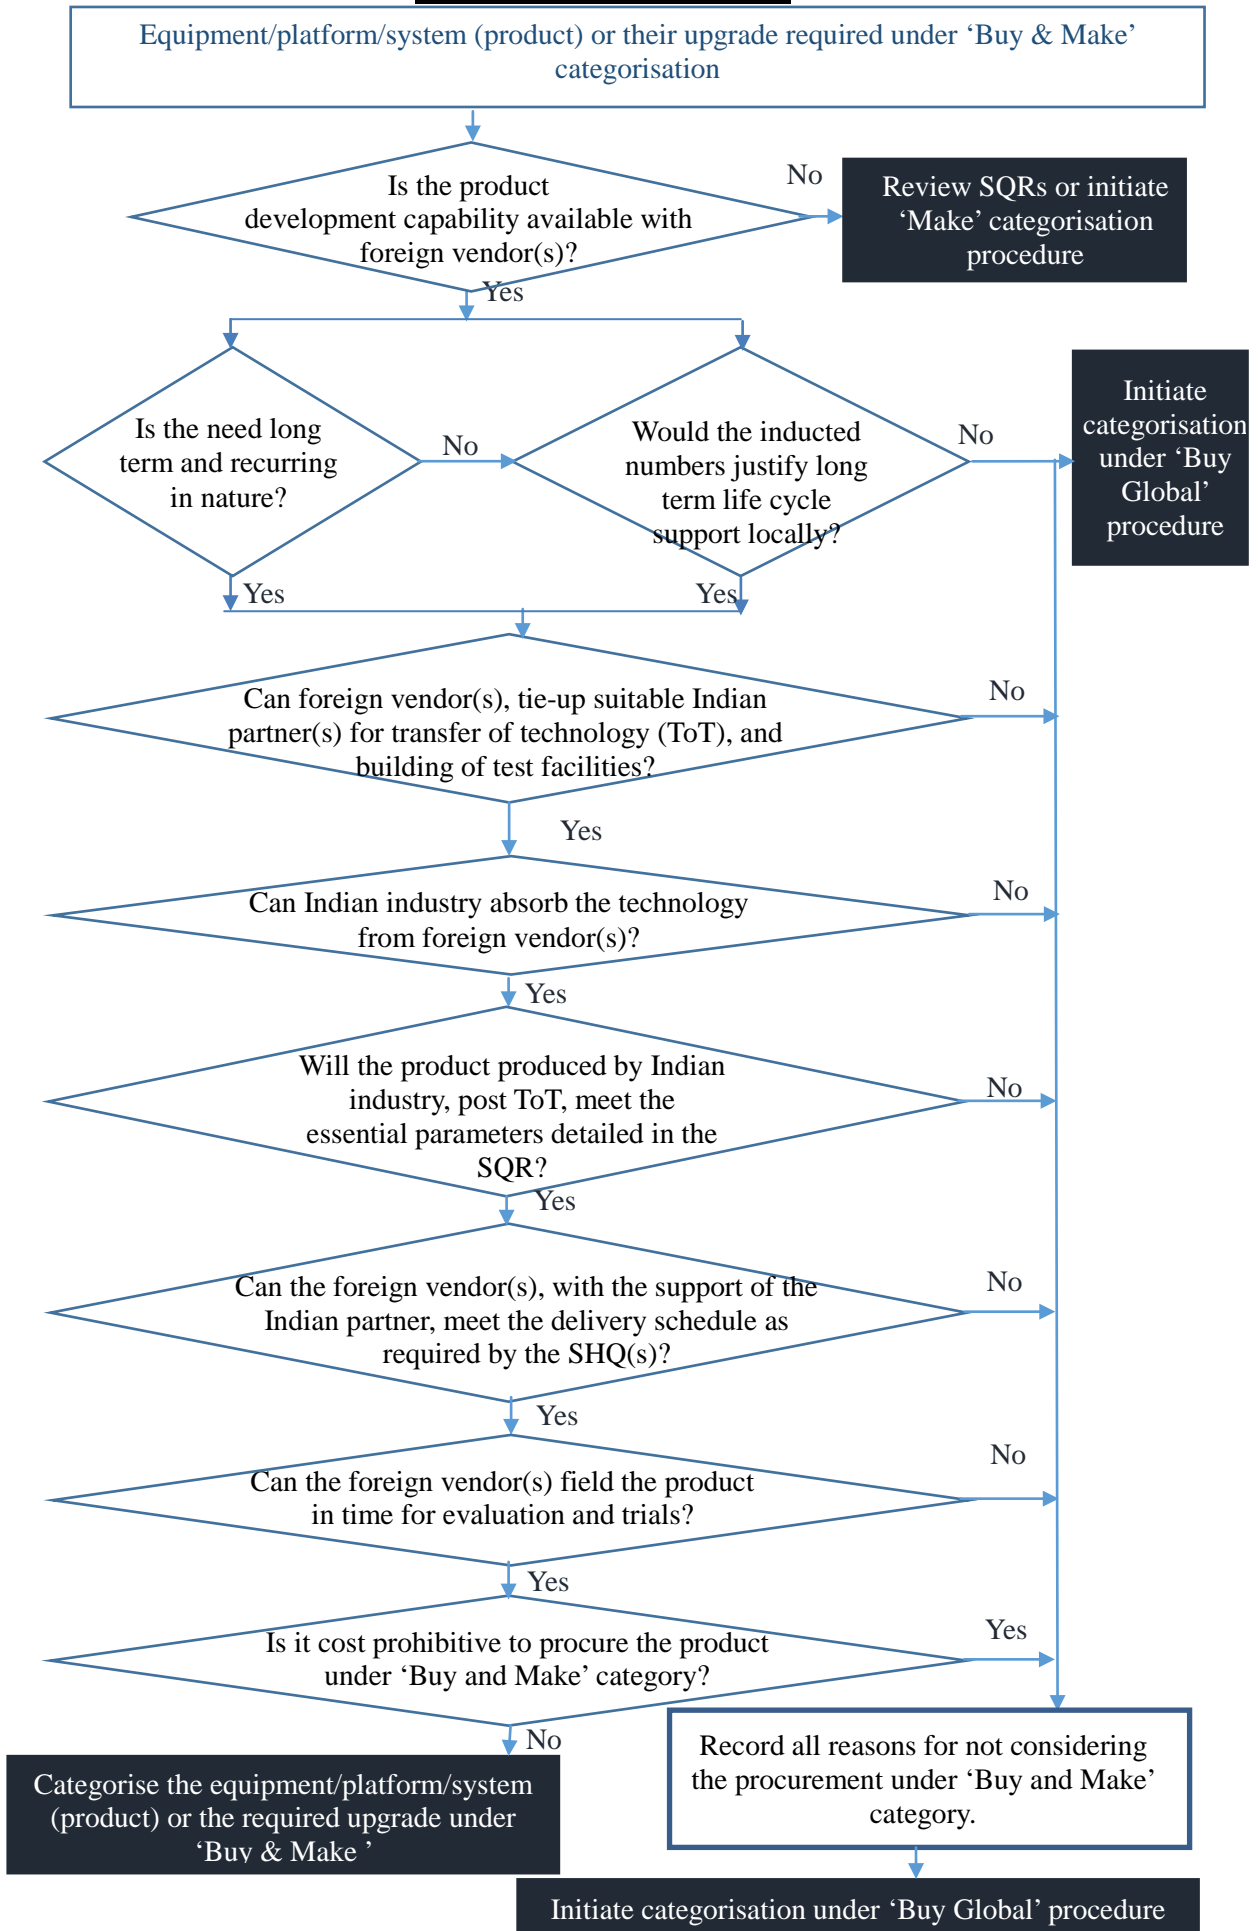 Equipment/platform/system (product) or their upgrade required under ‘Buy & Make’
categorisation
Is the product
development capability available with
foreign vendor(s)?
No
Review SQRs or initiate
‘Make’ categorisation
procedure
Yes
Is the need long
term and recurring
in nature?
No
Would the inducted
numbers justify long
term life cycle
support locally?
No
Initiate
categorisation
under ‘Buy
Global’
procedure
Yes
Yes
Can foreign vendor(s), tie-up suitable Indian
partner(s) for transfer of technology (ToT), and
building of test facilities?
No
Yes
Can Indian industry absorb the technology
from foreign vendor(s)?
No
Yes
Will the product produced by Indian
industry, post ToT, meet the
essential parameters detailed in the
SQR?
No
Yes
Can the foreign vendor(s), with the support of the
Indian partner, meet the delivery schedule as
required by the SHQ(s)?
No
Yes
Can the foreign vendor(s) field the product
in time for evaluation and trials?
No
Yes
Is it cost prohibitive to procure the product
under ‘Buy and Make’ category?
Yes
No
Categorise the equipment/platform/system
(product) or the required upgrade under
‘Buy & Make ’
Record all reasons for not considering
the procurement under ‘Buy and Make’
category.
Initiate categorisation under ‘Buy Global’ procedure